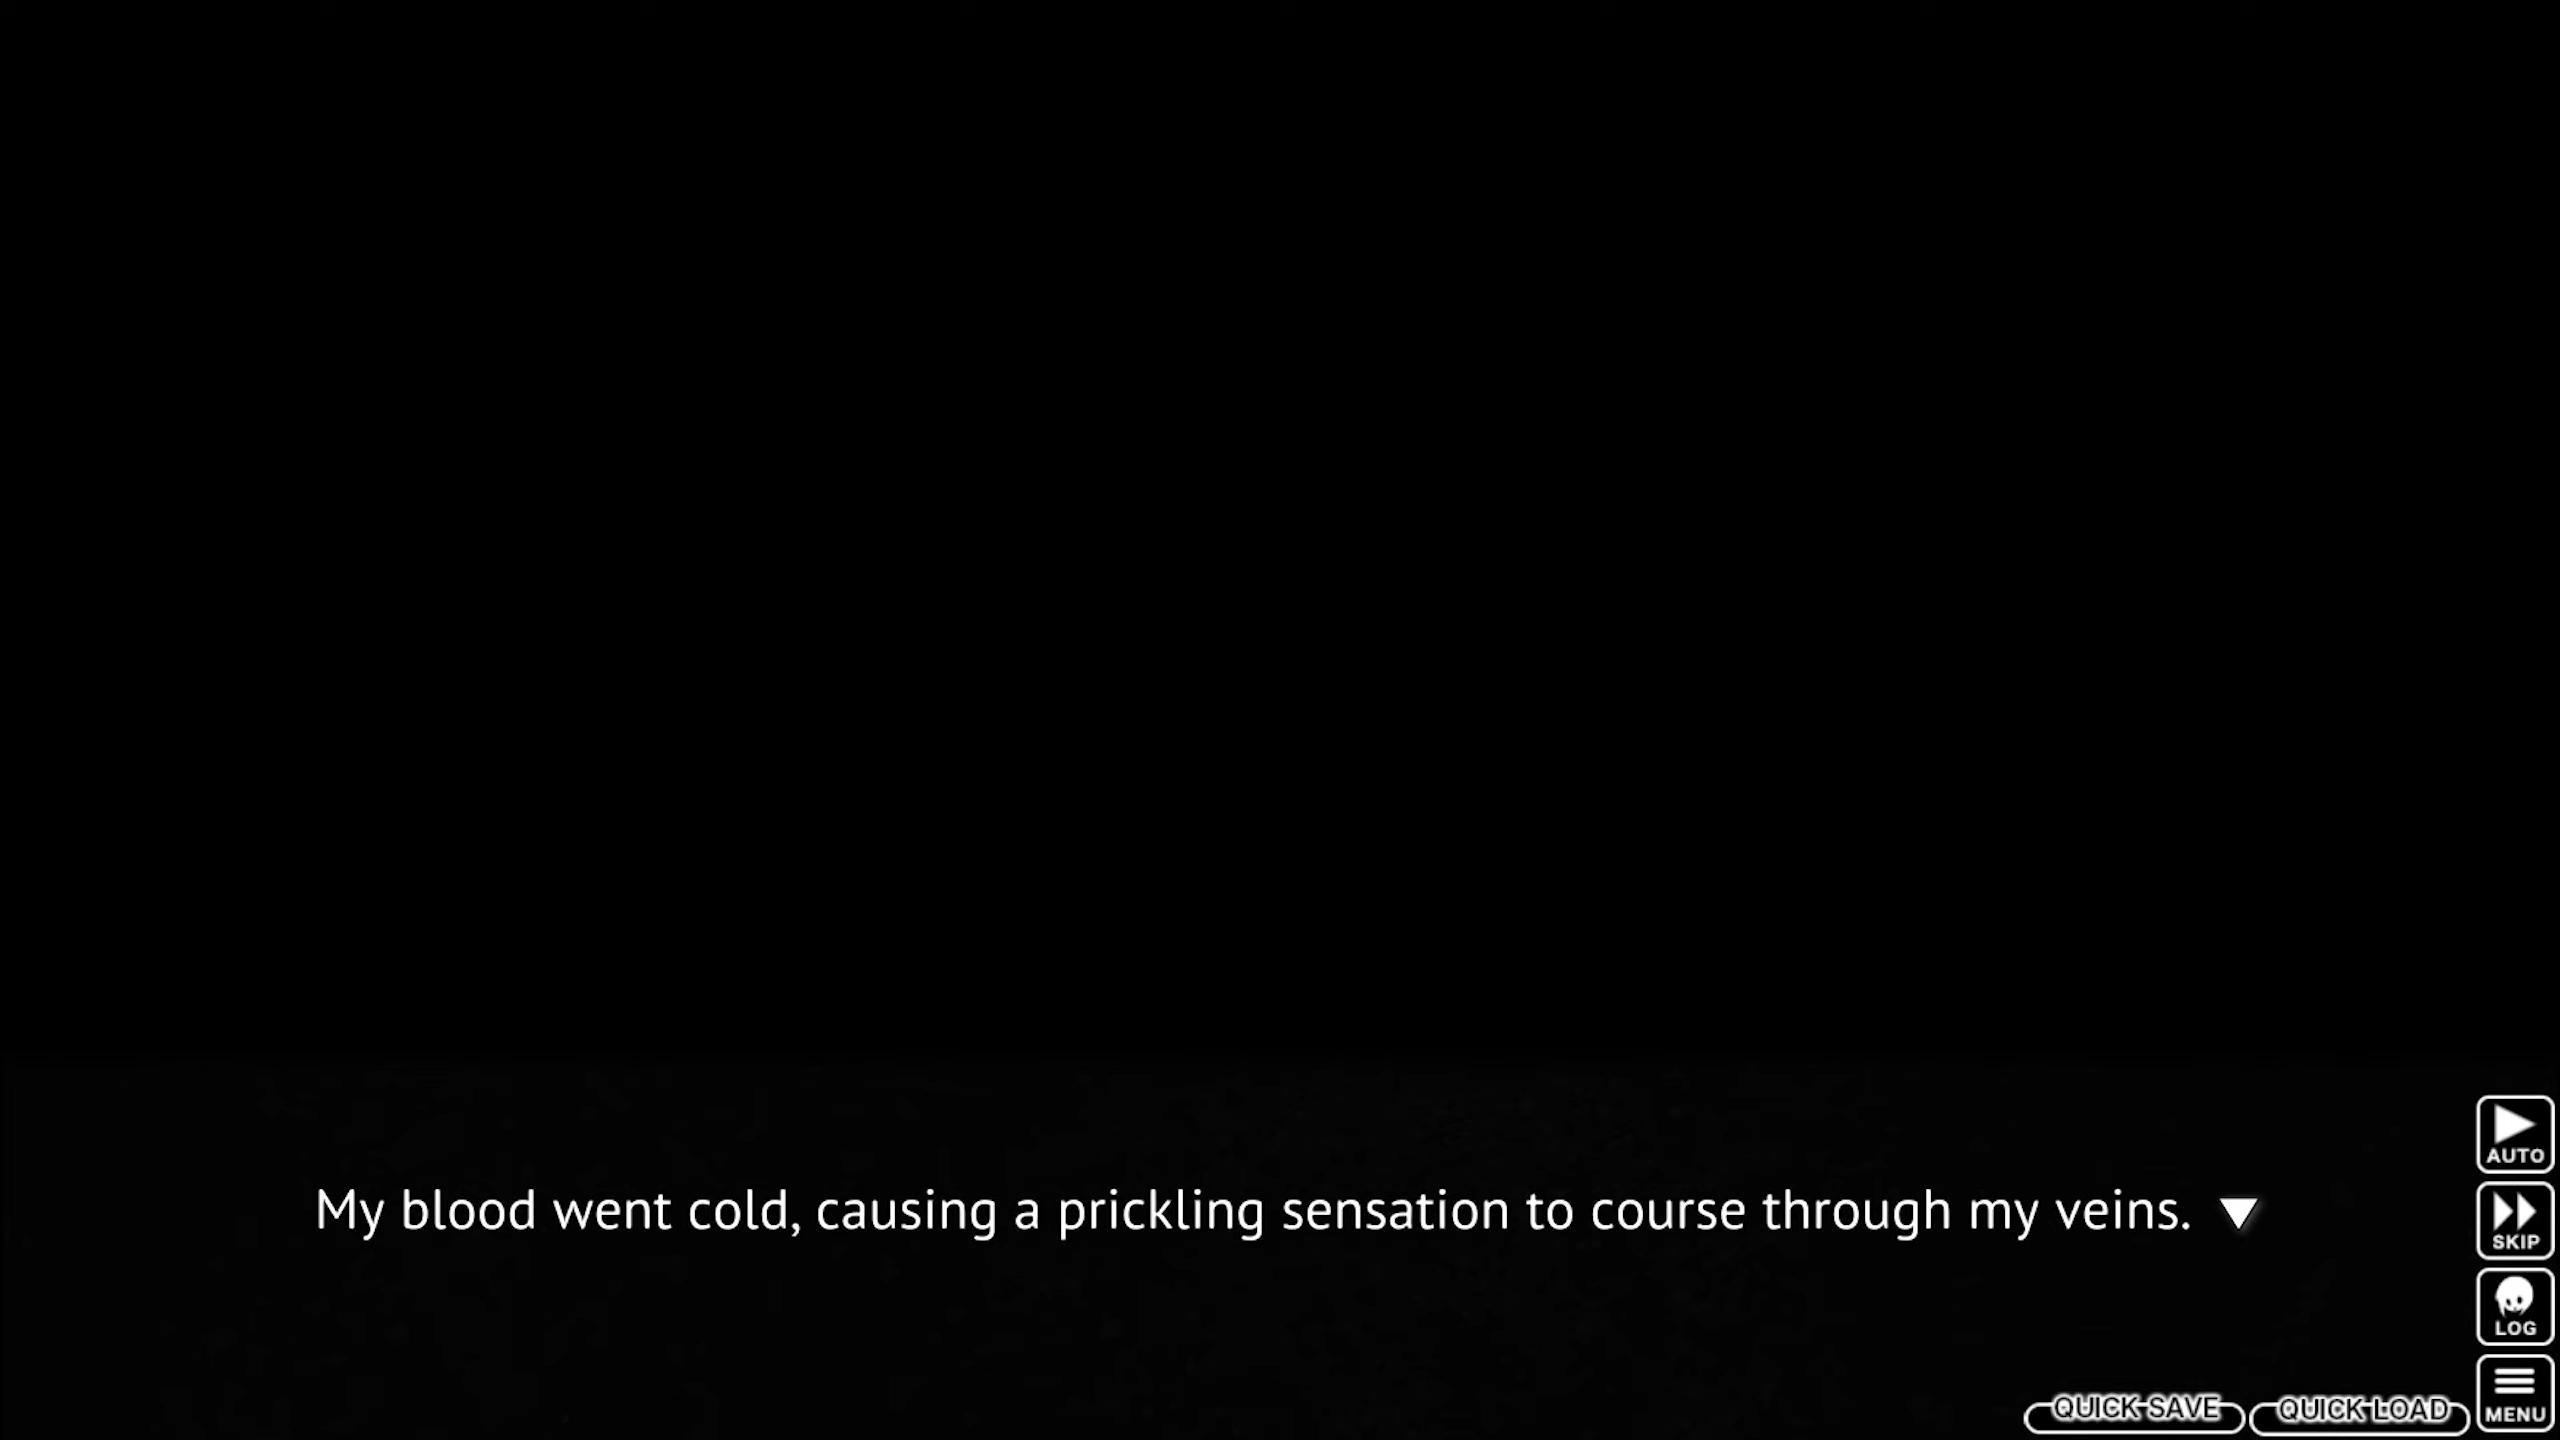 My blood went cold, causing a prickling sensation to course through my veins.
AUTO
SKIP
LOG
MENU
QUICK SAVE QUICK LOAD